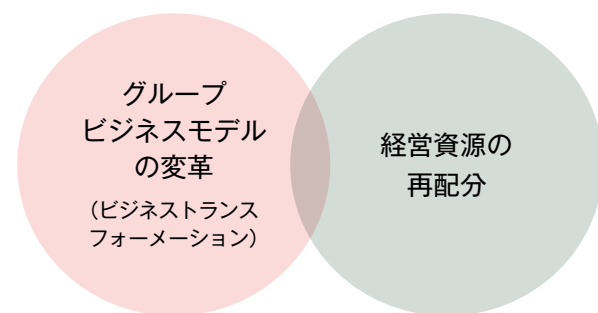 グループ
ビジネスモデル
の変革
（ビジネストランス
フォーメーション）
経営資源の
再配分